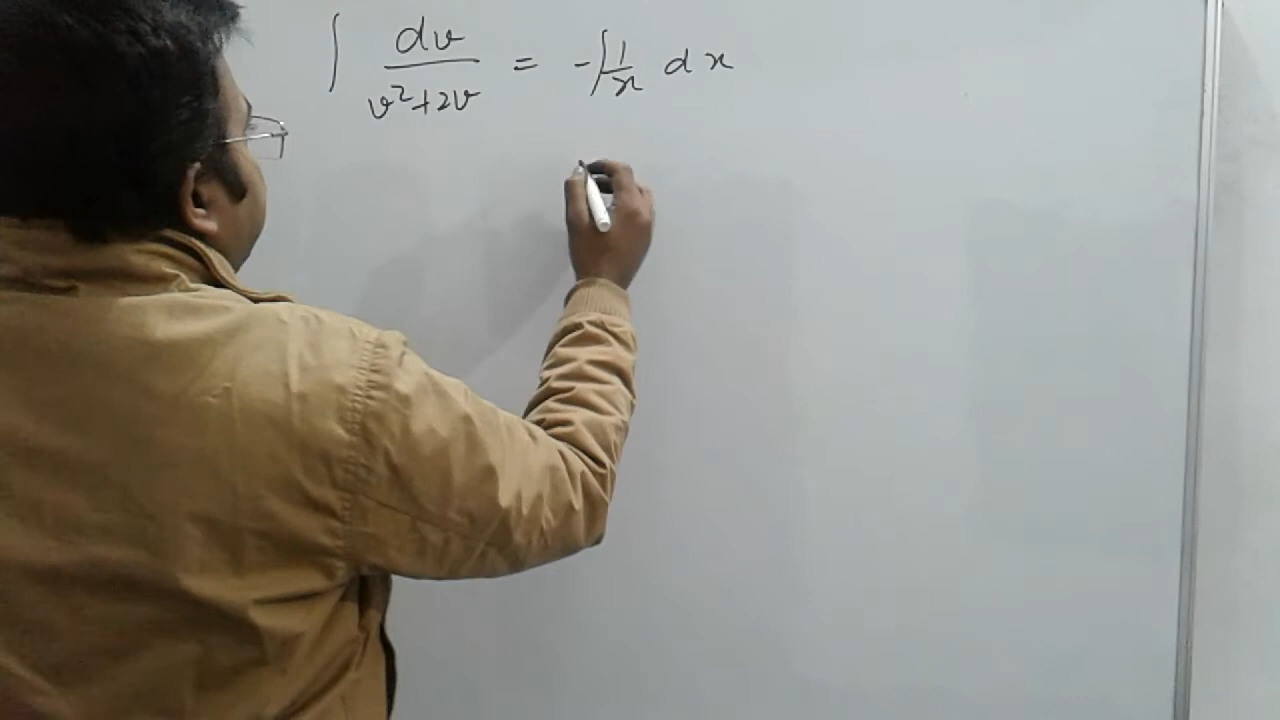 ∫ dv/(v²+2v) = -∫ 1/x dx